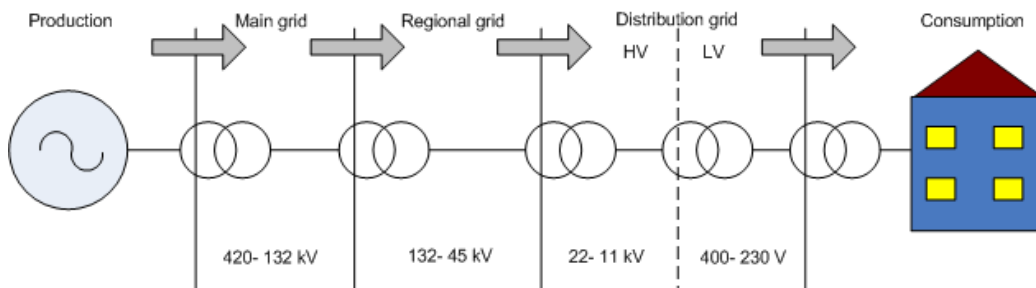 Production
Main grid
Regional grid
Distribution grid
Consumption
HV
LV
420- 132 kV
132- 45 kV
22- 11 kV
400- 230 V